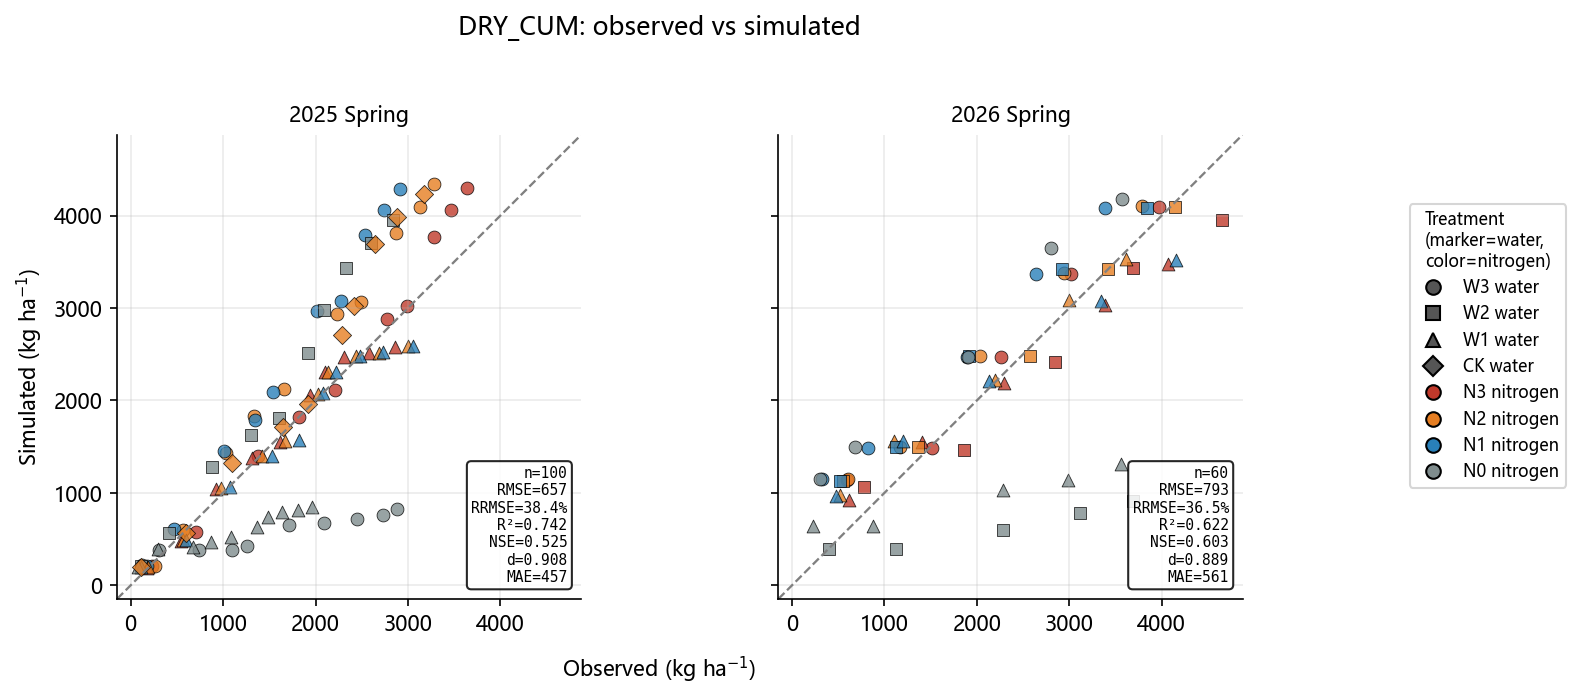 DRY_CUM: observed vs simulated
2025 Spring
2026 Spring
Simulated (kg ha⁻¹)
4000
3000
2000
1000
0
n=100
RMSE=657
RRMSE=38.4%
R²=0.742
NSE=0.525
d=0.908
MAE=457
0 1000 2000 3000 4000
n=60
RMSE=793
RRMSE=36.5%
R²=0.622
NSE=0.603
d=0.889
MAE=561
0 1000 2000 3000 4000
Observed (kg ha⁻¹)
Treatment
(marker=water,
color=nitrogen)
W3 water
W2 water
W1 water
CK water
N3 nitrogen
N2 nitrogen
N1 nitrogen
N0 nitrogen